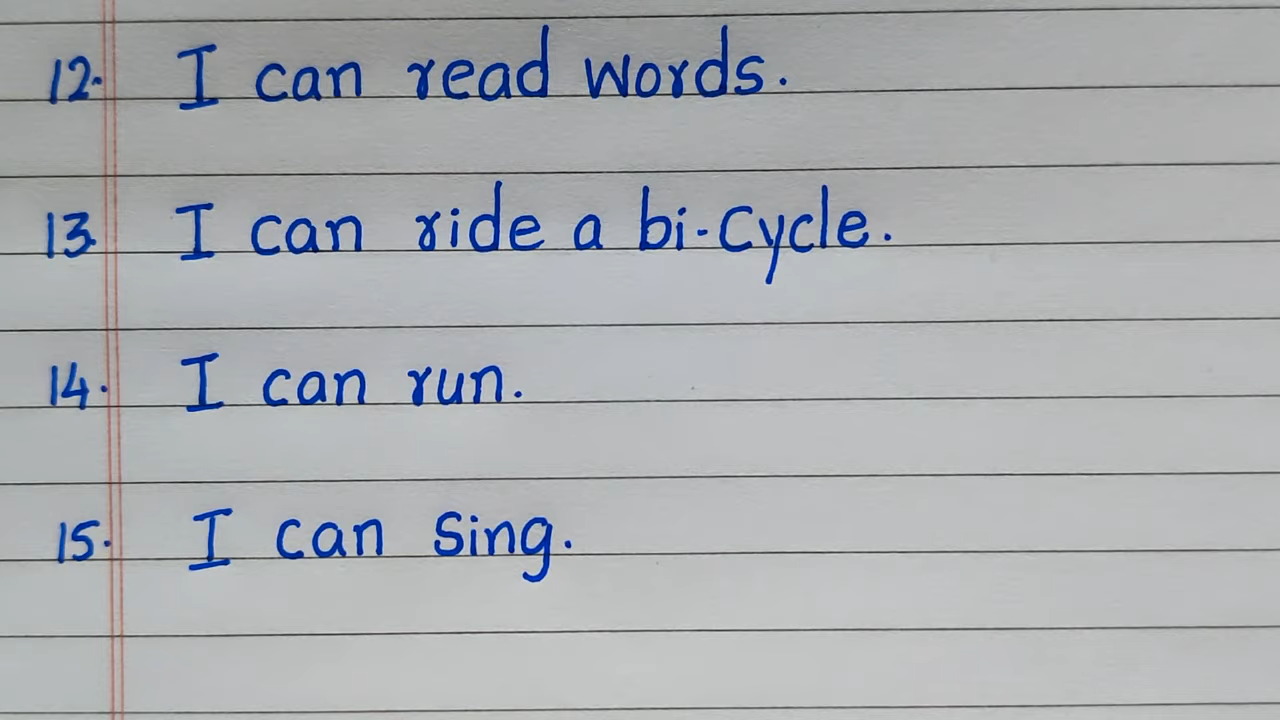 12. I can read words.
13. I can ride a bi-cycle.
14. I can run.
15. I can sing.